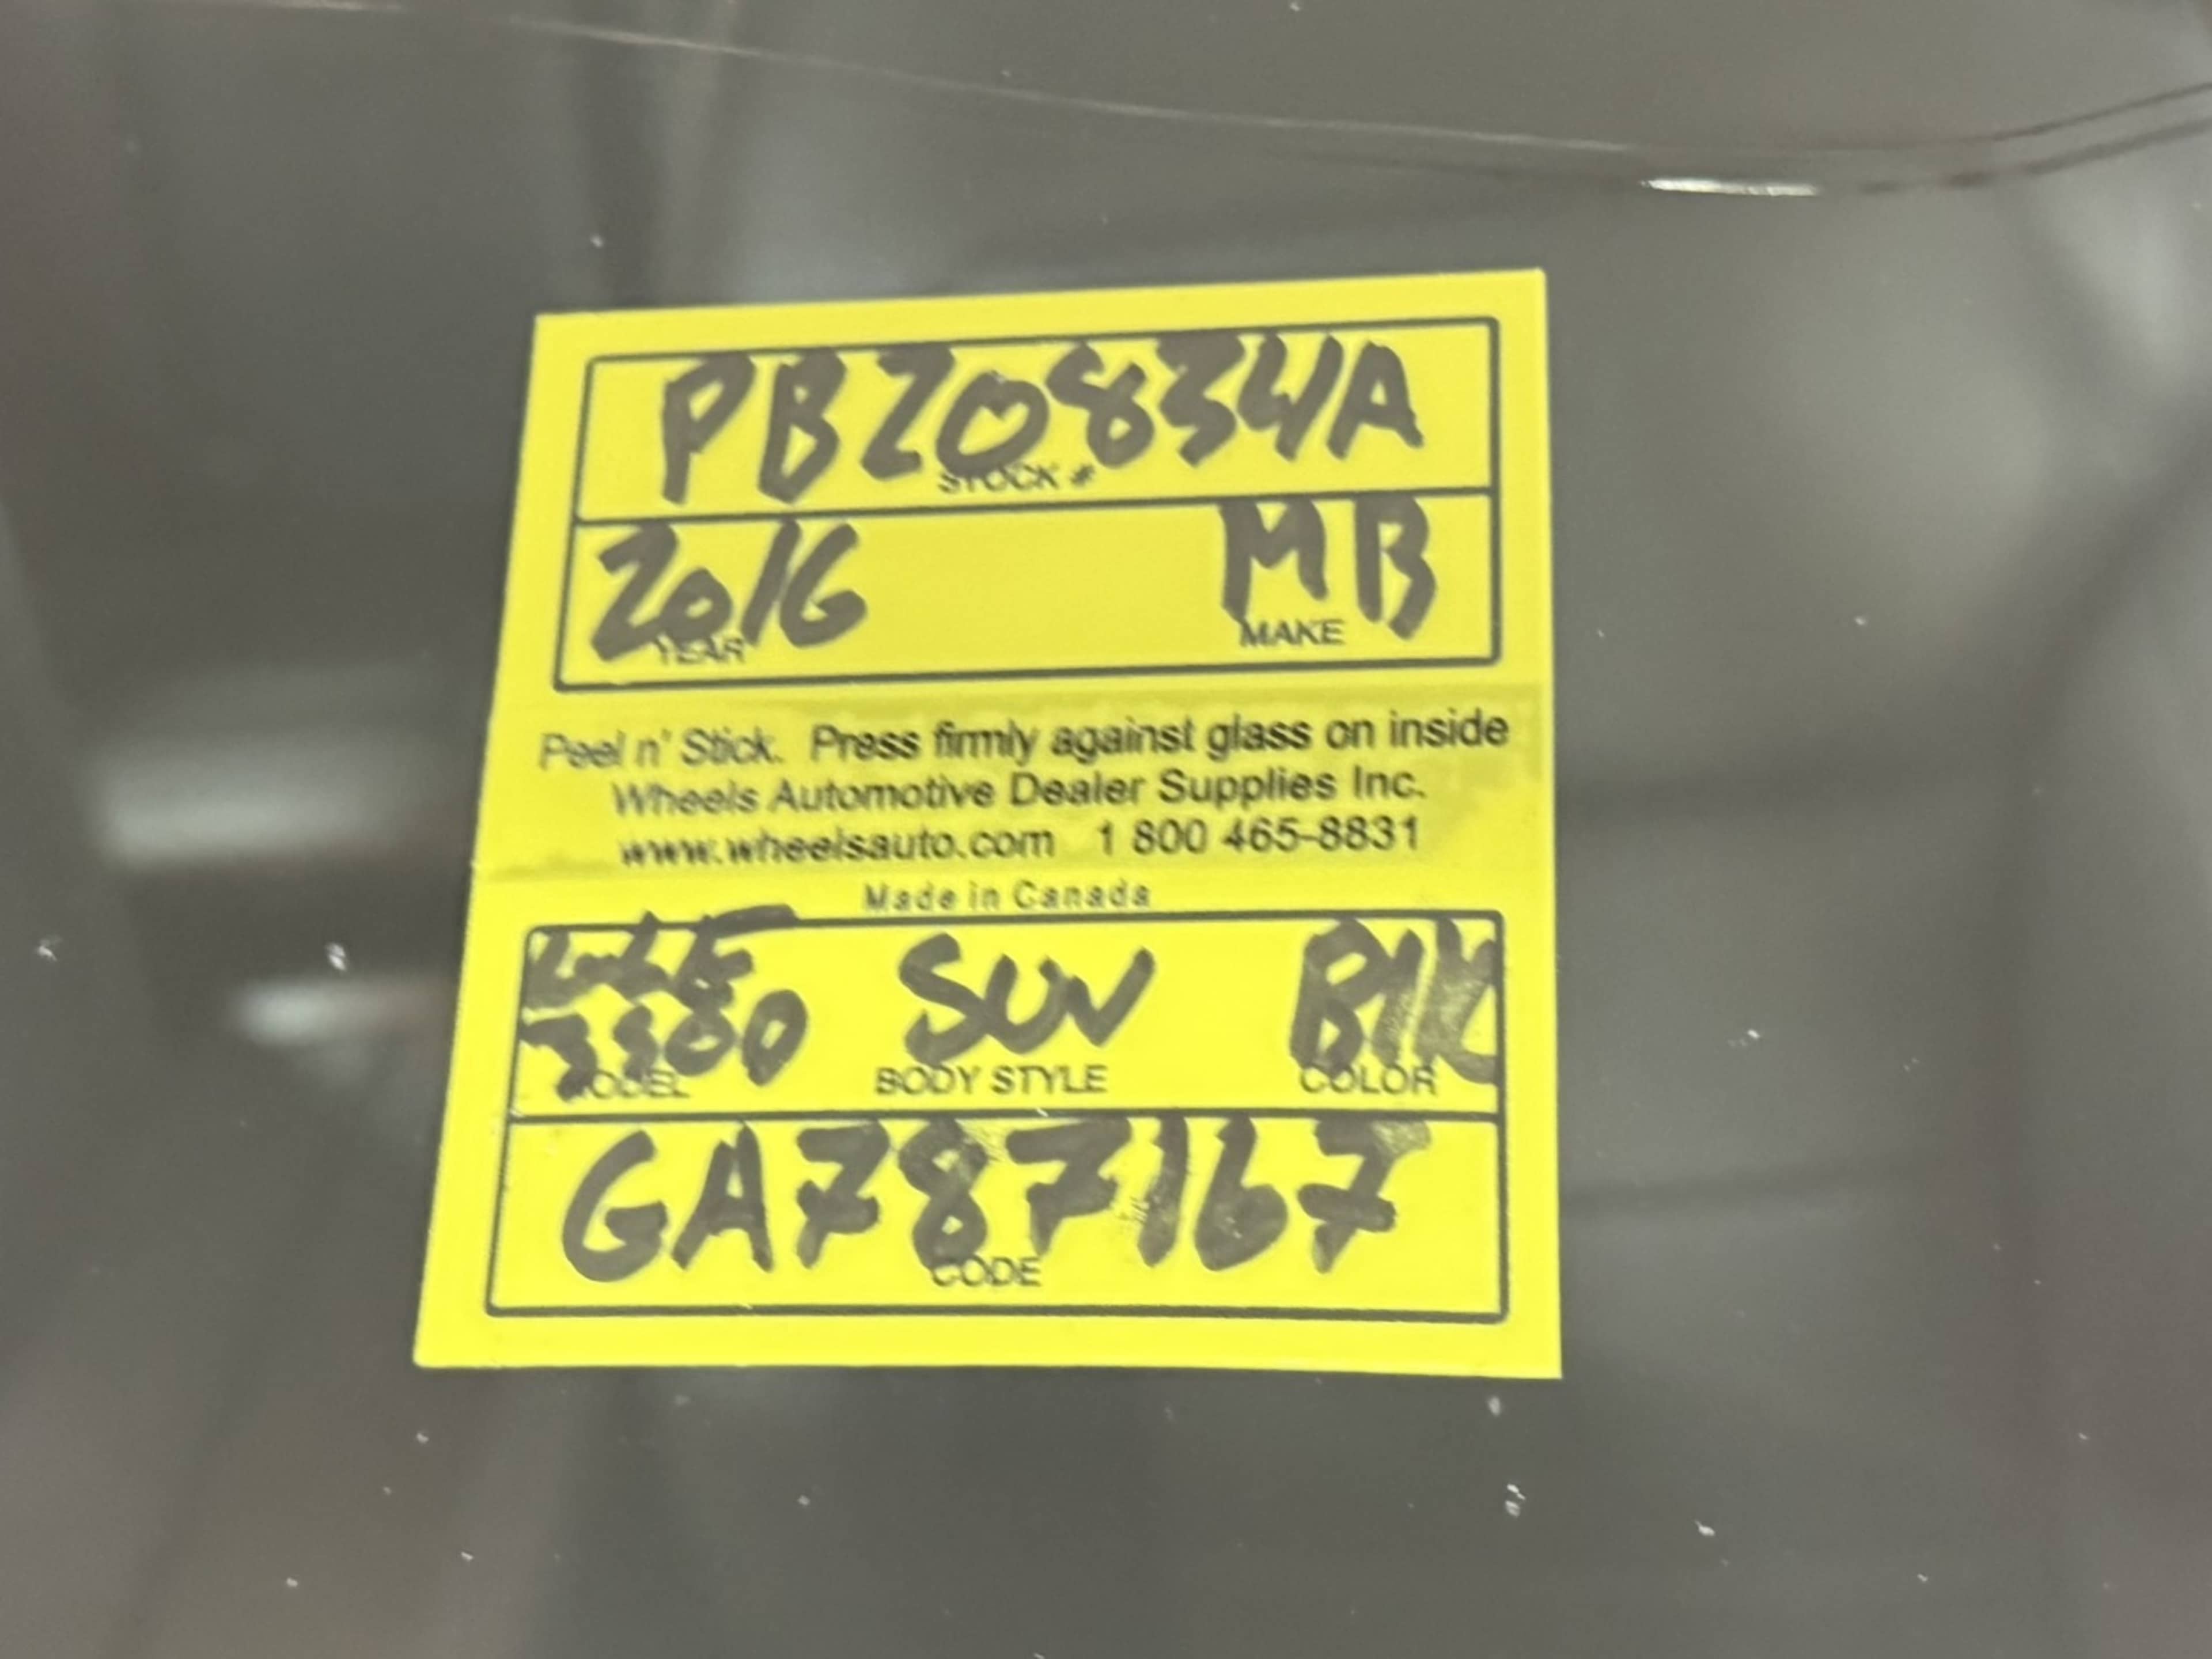 PB20834A
STOCK #
2016 MB
YEAR MAKE
Peel n' Stick. Press firmly against glass on inside
Wheels Automotive Dealer Supplies Inc.
www.wheelsauto.com 1 800 465-8831
Made in Canada
SUV BlK
MODEL BODY STYLE COLOR
GA787167
CODE